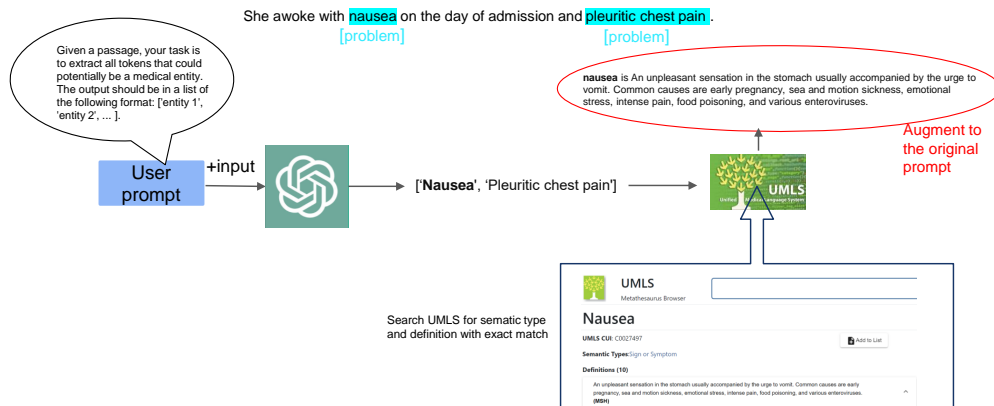 She awoke with nausea on the day of admission and pleuritic chest pain .
[problem]
[problem]
Given a passage, your task is
to extract all tokens that could
potentially be a medical entity.
The output should be in a list of
the following format: ['entity 1',
'entity 2', ... ].
nausea is An unpleasant sensation in the stomach usually accompanied by the urge to
vomit. Common causes are early pregnancy, sea and motion sickness, emotional
stress, intense pain, food poisoning, and various enteroviruses.
Augment to
the original
prompt
User
prompt
+input
['Nausea', 'Pleuritic chest pain']
UMLS
Unified Medical Language System
Search UMLS for sematic type
and definition with exact match
UMLS
Metathesaurus Browser
Nausea
UMLS CUI: C0027497
Add to List
Semantic Types:Sign or Symptom
Definitions (10)
An unpleasant sensation in the stomach usually accompanied by the urge to vomit. Common causes are early
pregnancy, sea and motion sickness, emotional stress, intense pain, food poisoning, and various enteroviruses.
(MSH)